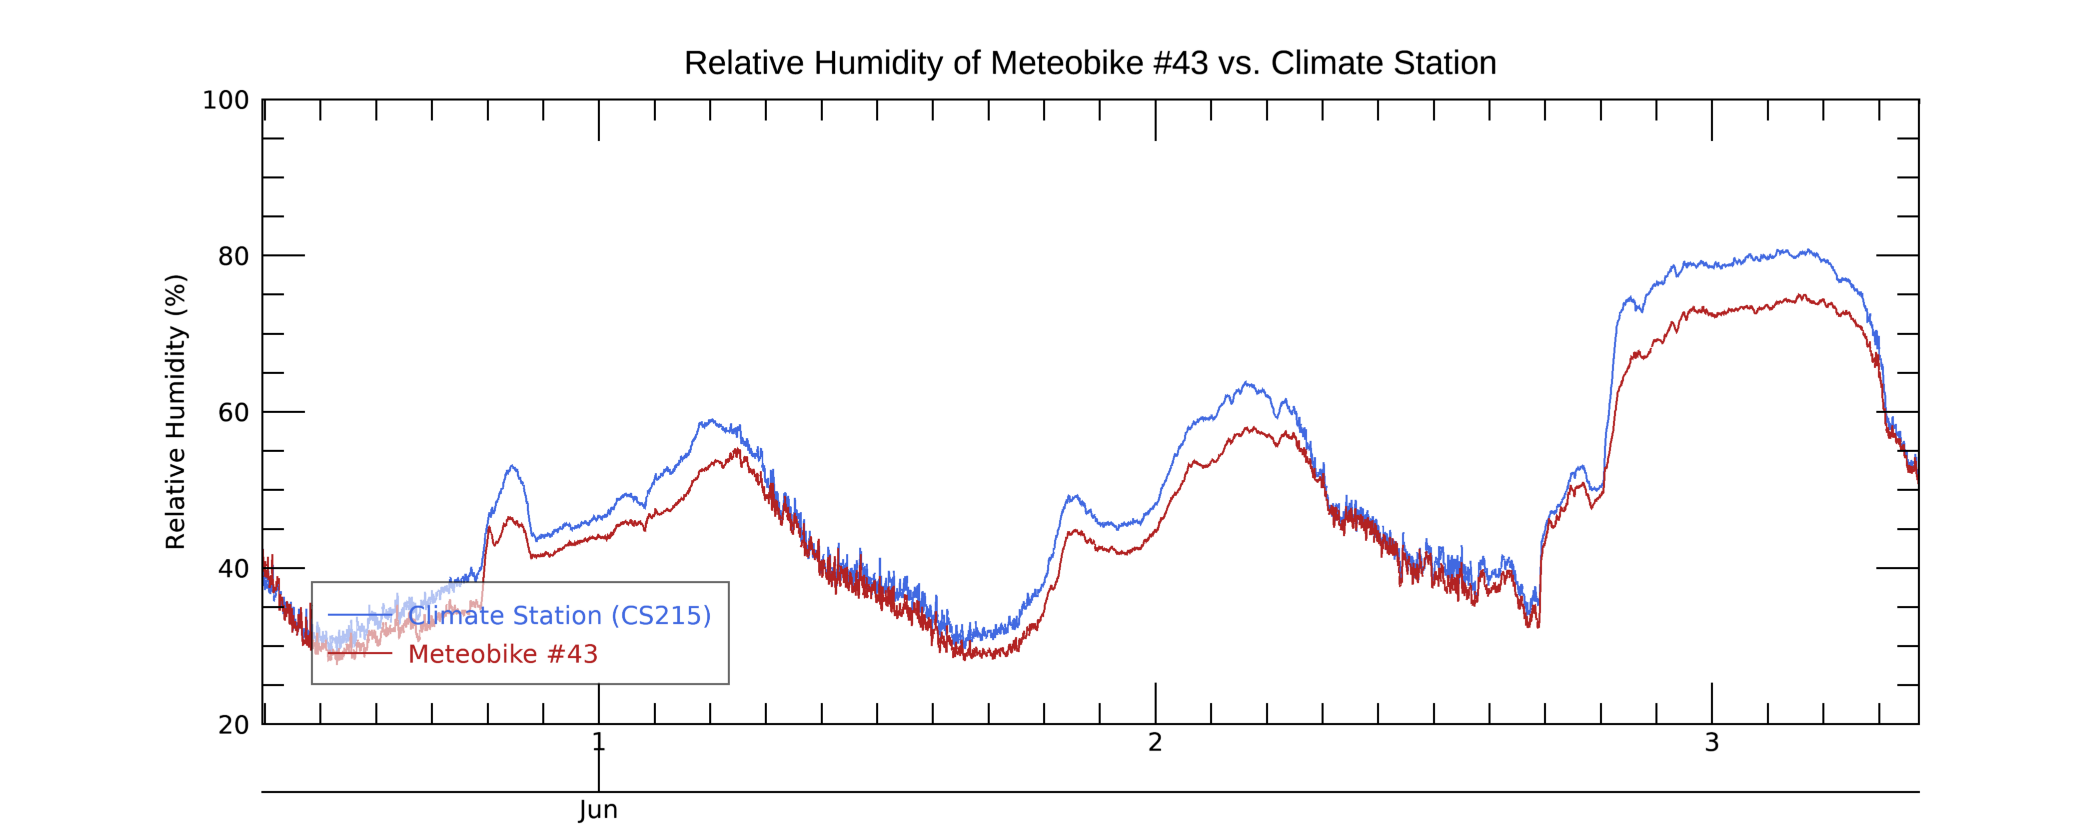 Relative Humidity of Meteobike #43 vs. Climate Station
100
80
60
40
20
Relative Humidity (%)
Climate Station (CS215)
Meteobike #43
1
2
3
Jun